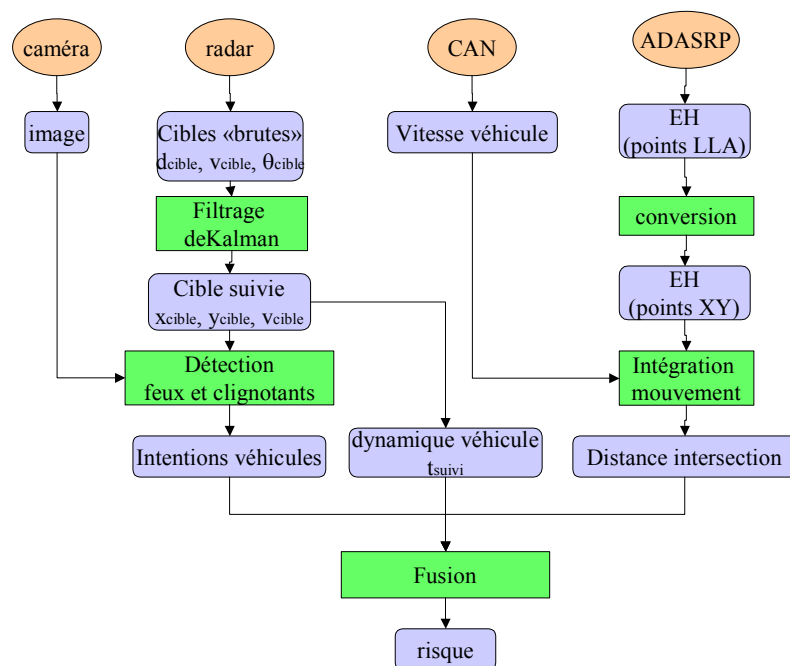 caméra
radar
CAN
ADASRP
image
Cibles «brutes»
dcible, vcible, θcible
Vitesse véhicule
EH
(points LLA)
Filtrage
deKalman
conversion
Cible suivie
xcible, ycible, vcible
EH
(points XY)
Détection
feux et clignotants
Intégration
mouvement
Intentions véhicules
dynamique véhicule
tsuivi
Distance intersection
Fusion
risque